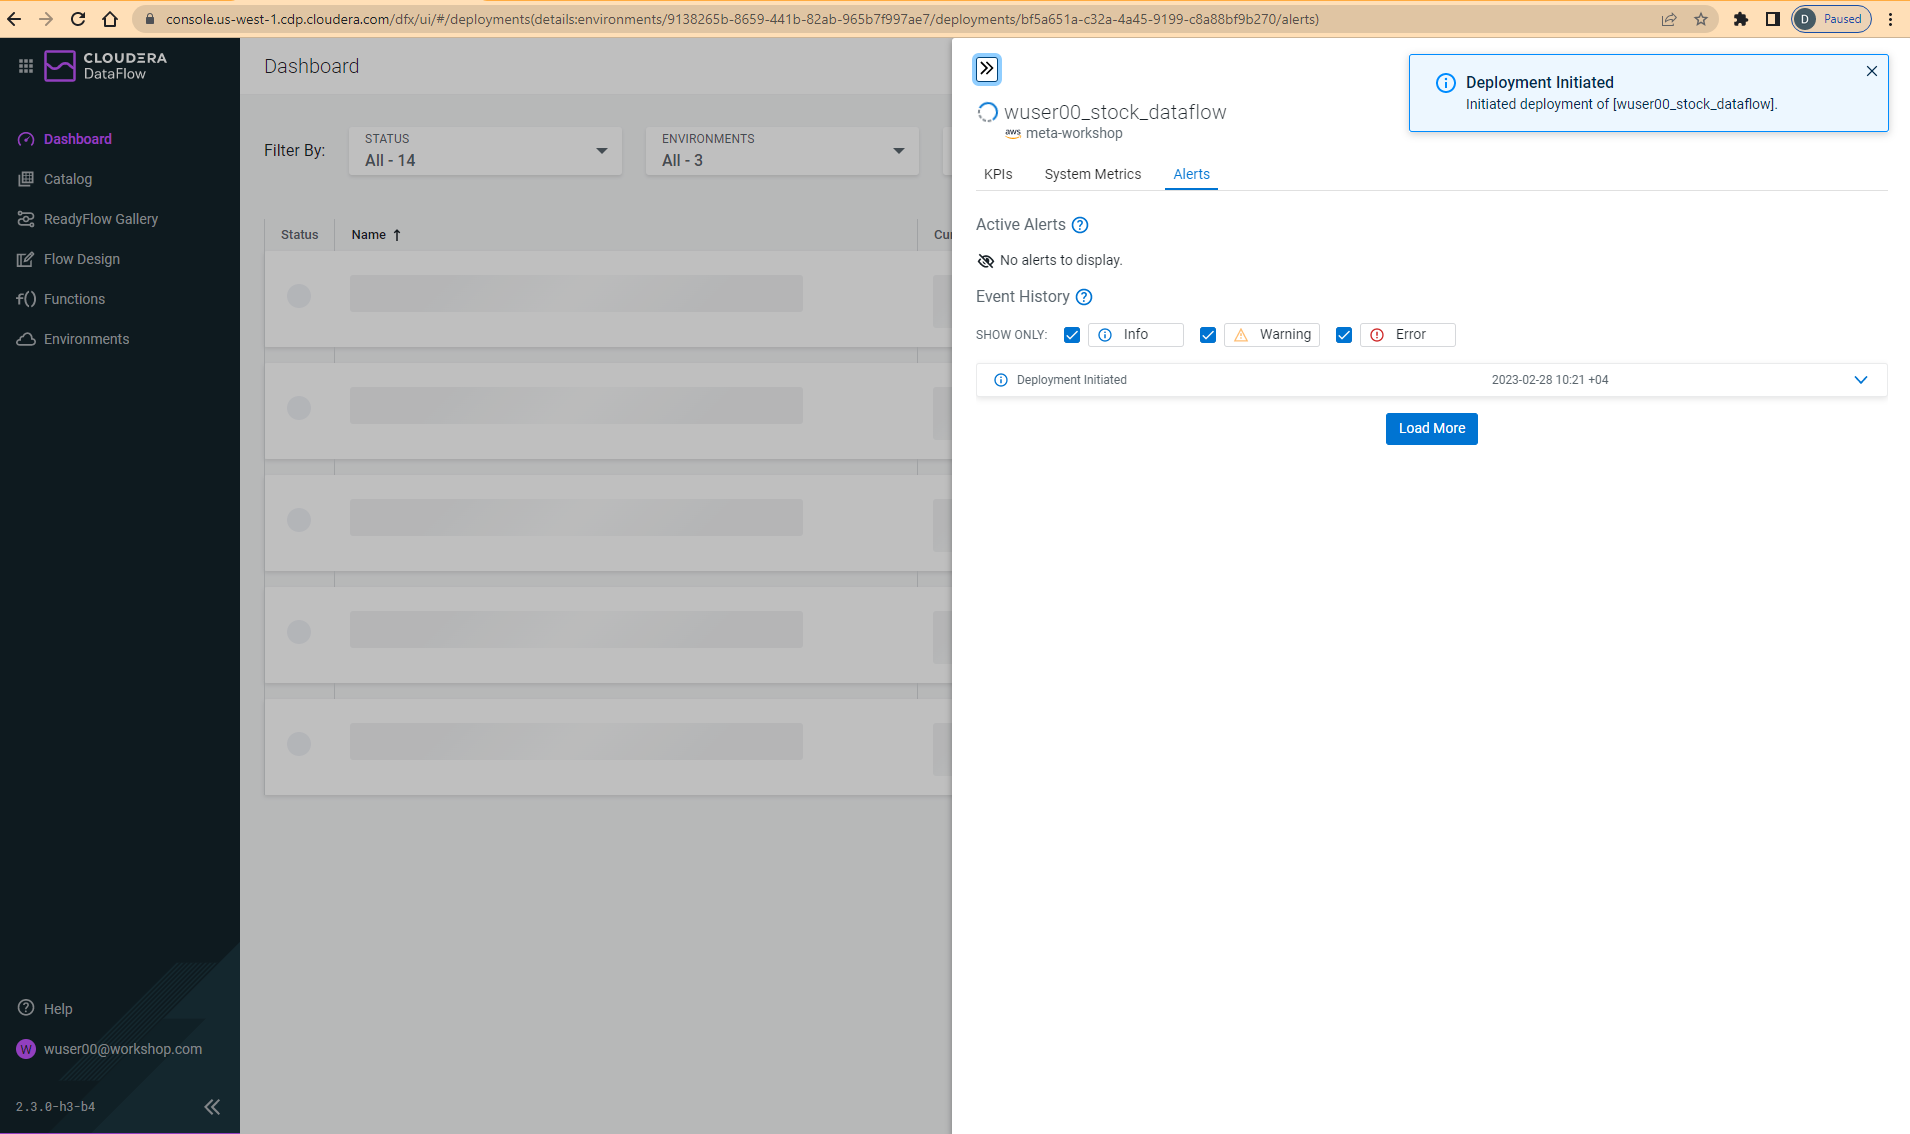 console.us-west-1.cdp.cloudera.com/dfx/ui/#/deployments(details:environments/9138265b-8659-441b-82ab-965b7f997ae7/deployments/bf5a651a-c32a-4a45-9199-c8a88bf9b270/alerts)
D Paused
CLOUDERA
DataFlow
Dashboard
Catalog
ReadyFlow Gallery
Flow Design
f() Functions
Environments
Help
W wuser00@workshop.com
2.3.0-h3-b4
Dashboard
Filter By:
STATUS
All - 14
ENVIRONMENTS
All - 3
Status
Name
Cu
wuser00_stock_dataflow
aws meta-workshop
Deployment Initiated
Initiated deployment of [wuser00_stock_dataflow].
KPIs
System Metrics
Alerts
Active Alerts
No alerts to display.
Event History
SHOW ONLY:
Info
Warning
Error
Deployment Initiated
2023-02-28 10:21 +04
Load More